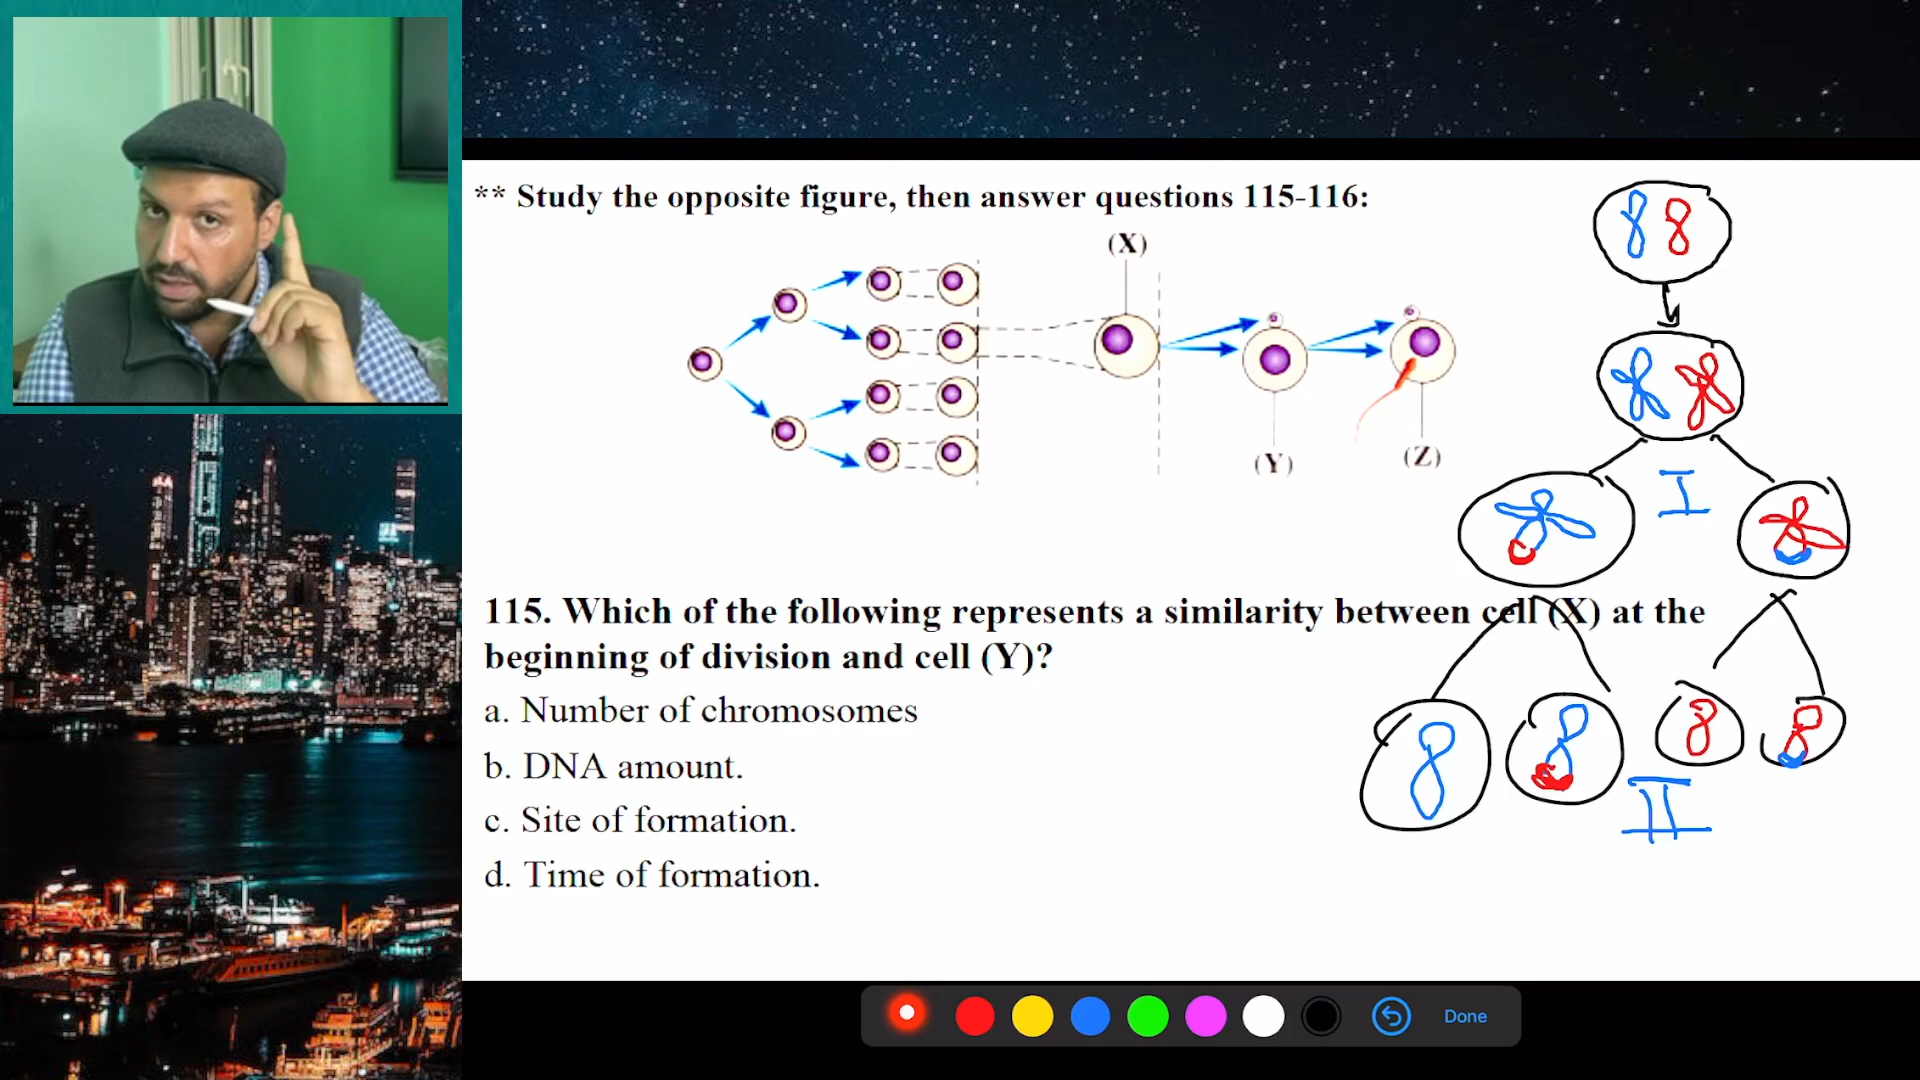 ** Study the opposite figure, then answer questions 115-116:
(X)
(Y)
(Z)
I
115. Which of the following represents a similarity between cell (X) at the
beginning of division and cell (Y)?
a. Number of chromosomes
b. DNA amount.
c. Site of formation.
d. Time of formation.
II
Done